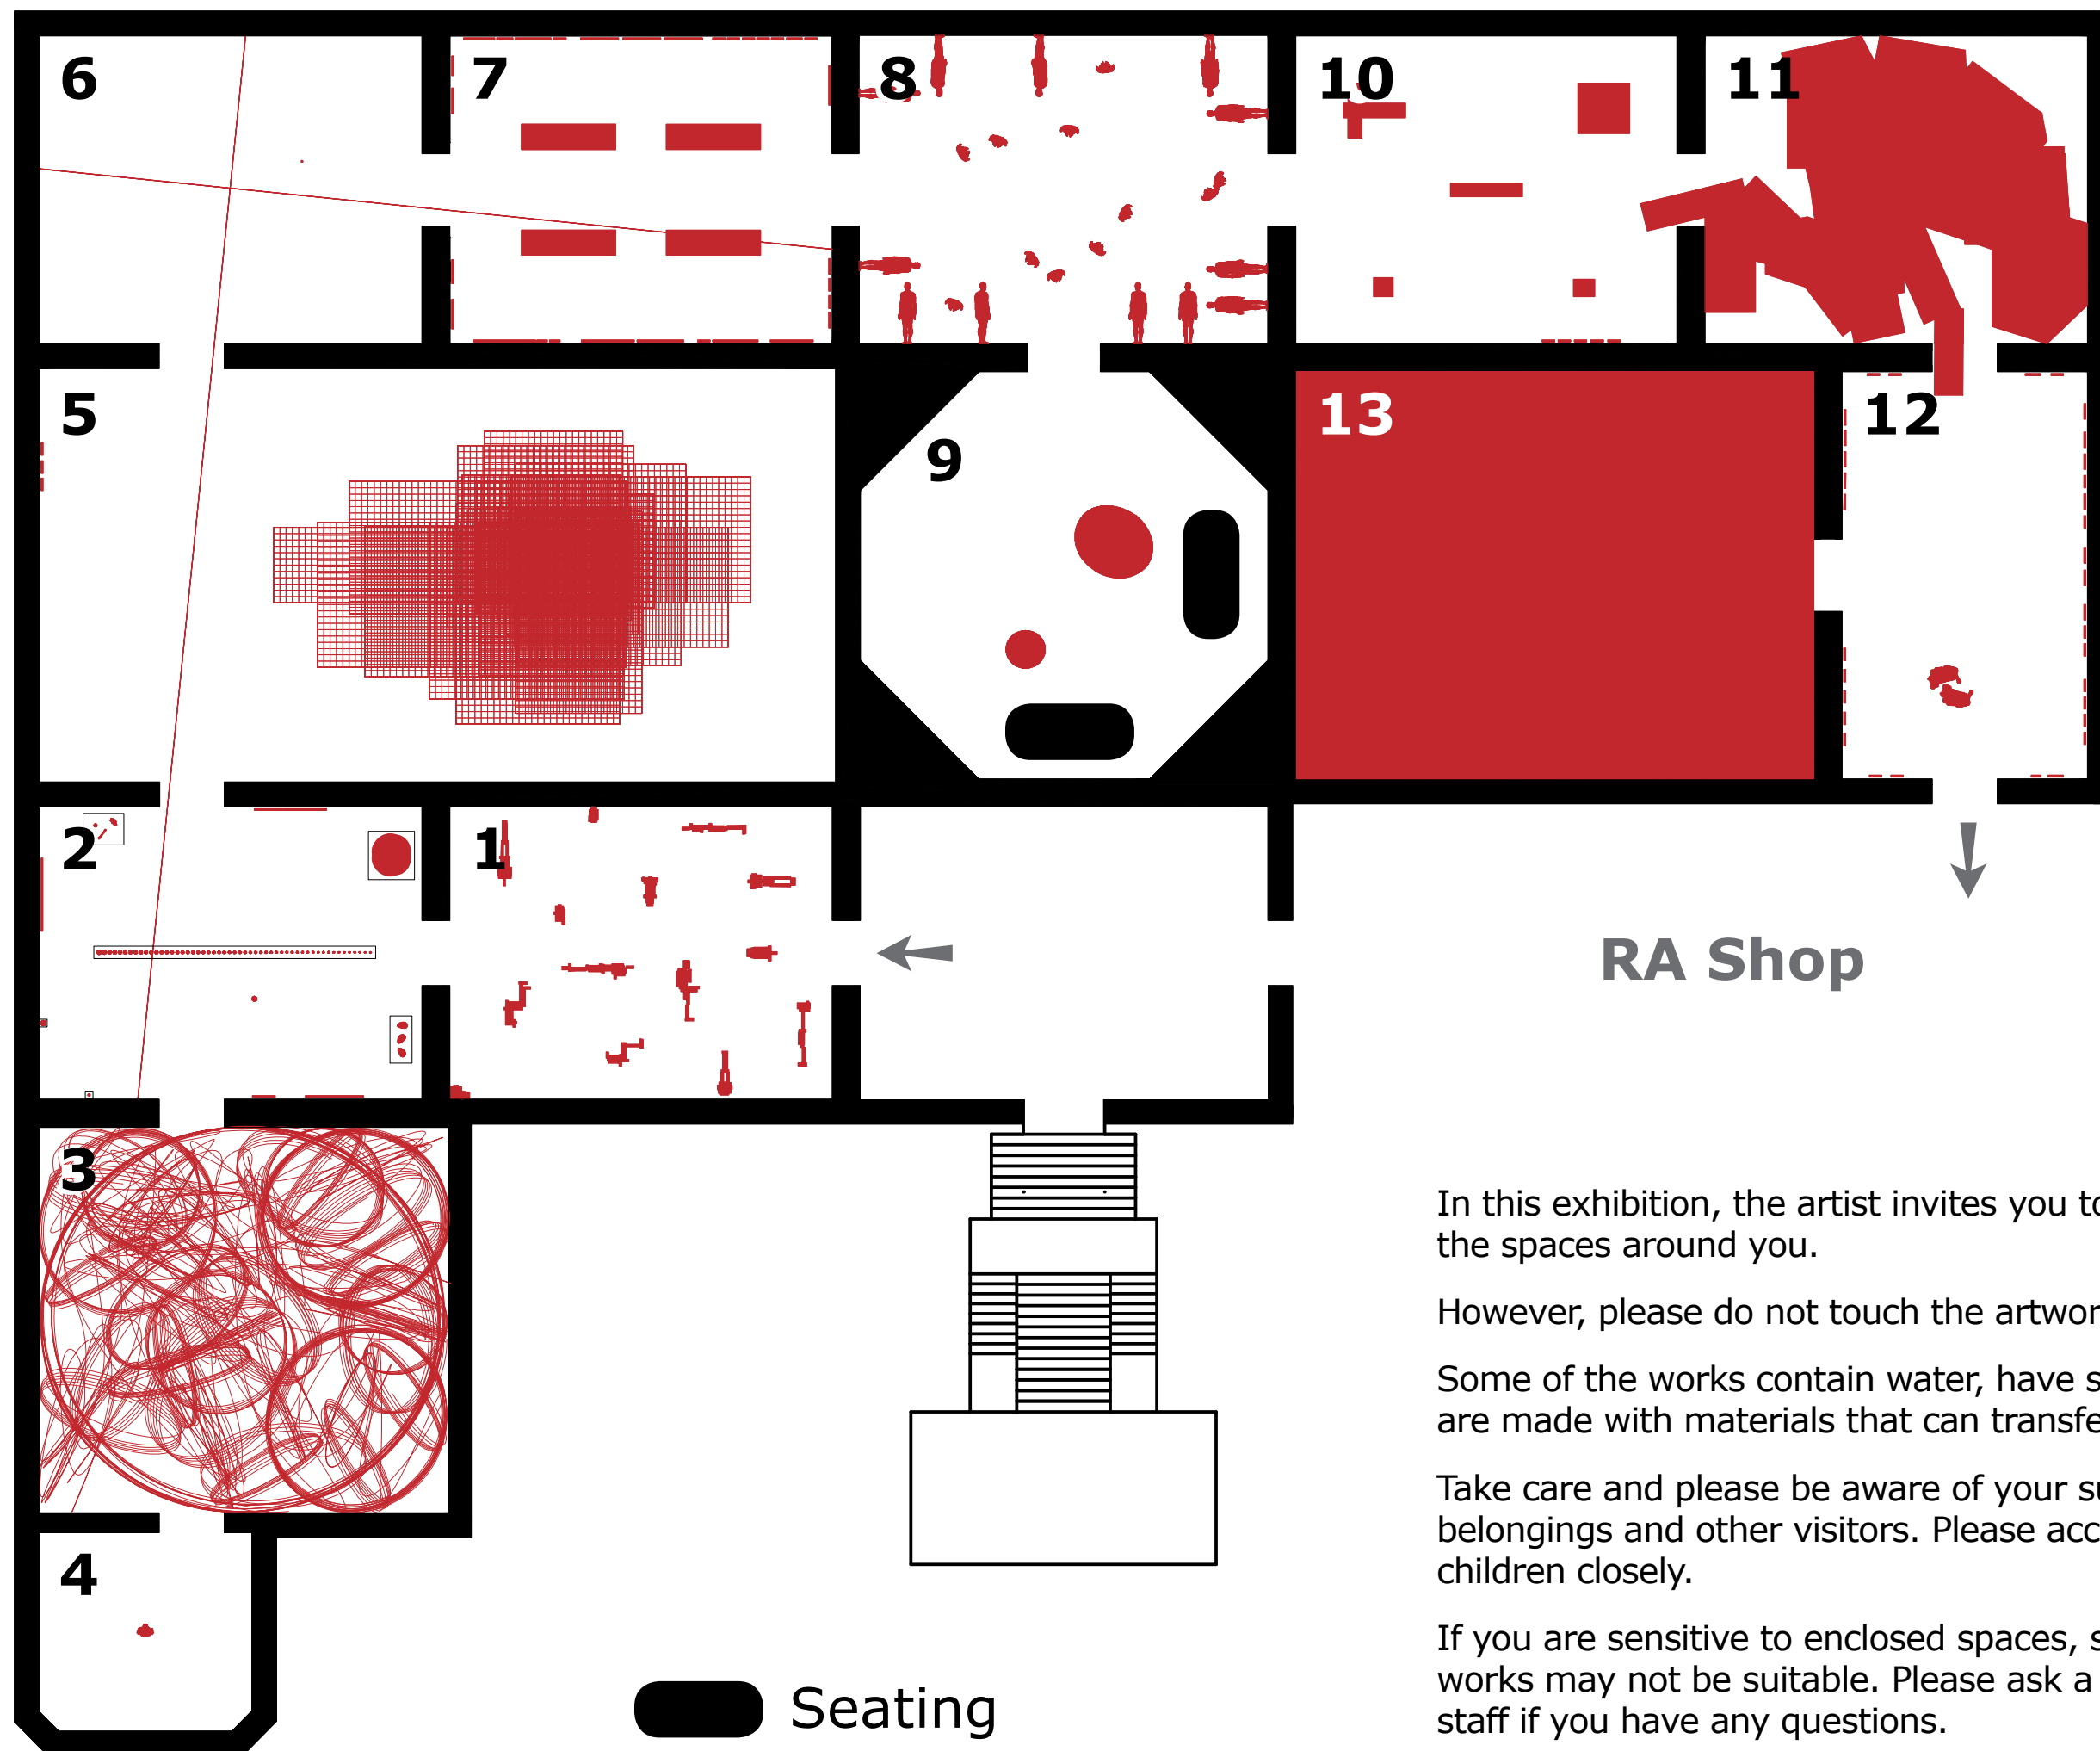 6
7
8
10
11
5
9
13
12
2
1
RA Shop
3
4
In this exhibition, the artist invites you to
the spaces around you.
However, please do not touch the
Some of the works contain water, have
are made with materials that can
Take care and please be aware of your
belongings and other visitors. Please
children closely.
If you are sensitive to enclosed spaces,
works may not be suitable. Please ask a
staff if you have any questions.
Seating